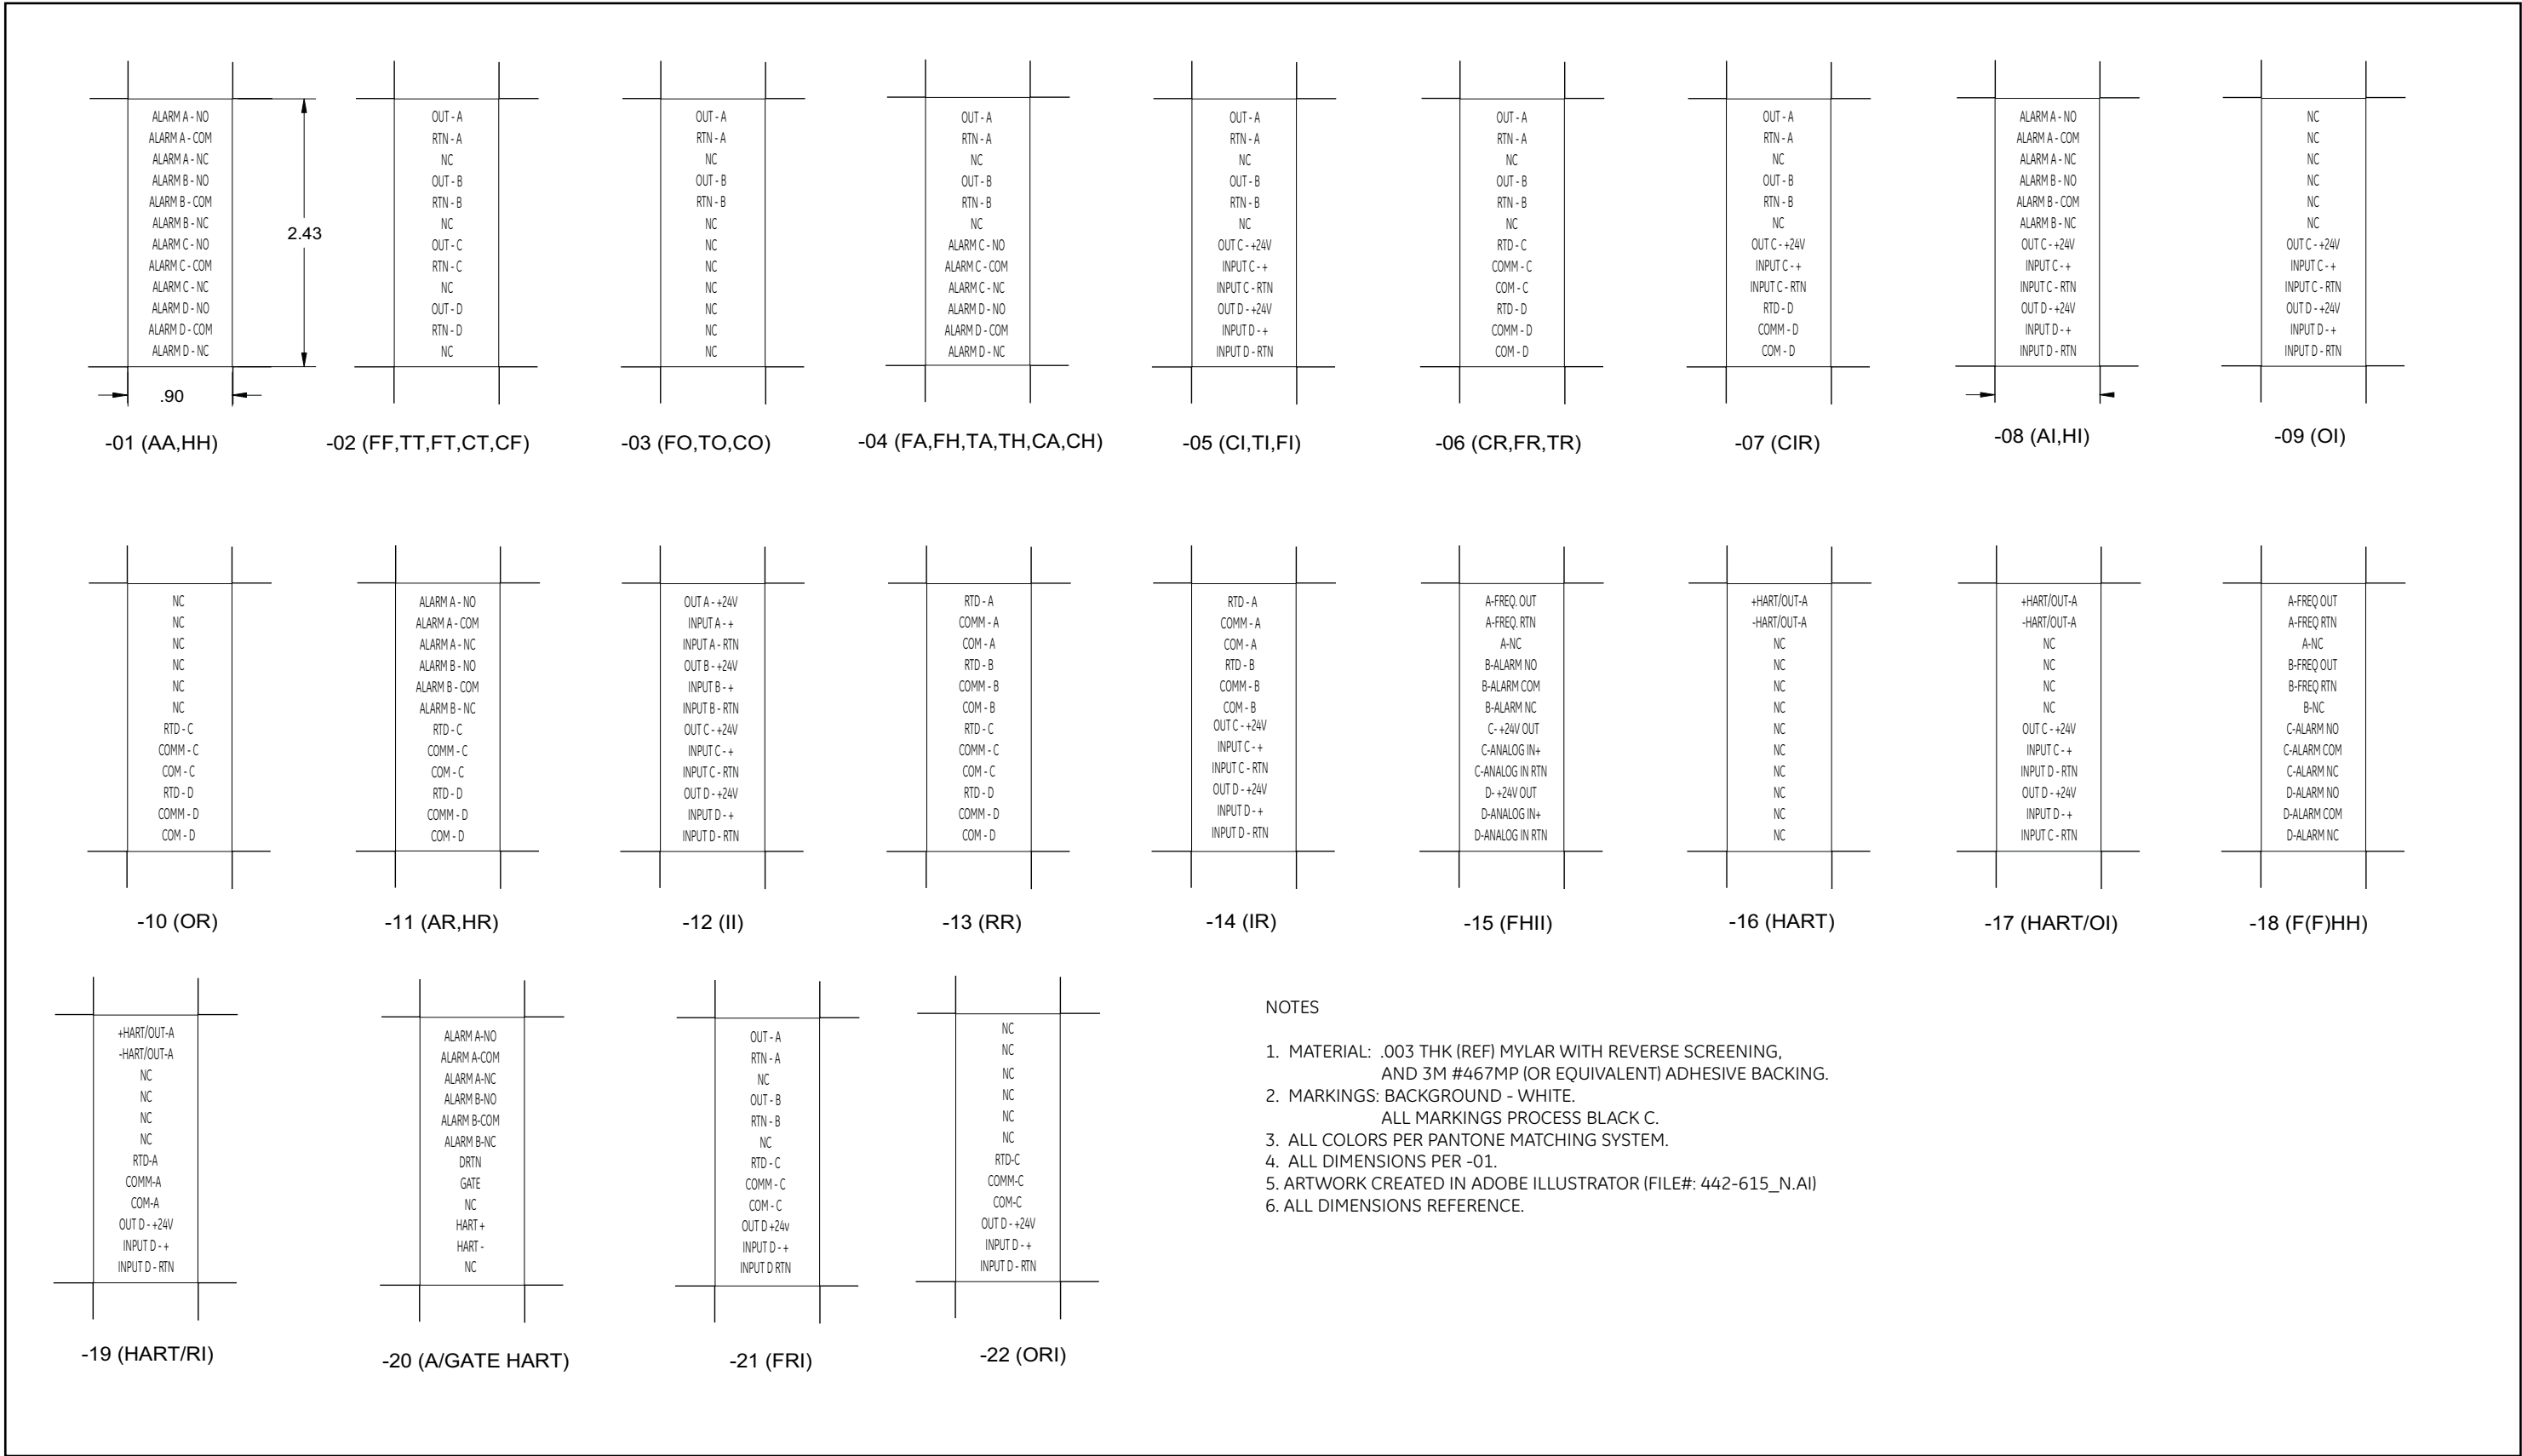 ALARM A - NO
ALARM A - COM
ALARM A - NC
ALARM B - NO
ALARM B - COM
ALARM B - NC
ALARM C - NO
ALARM C - COM
ALARM C - NC
ALARM D - NO
ALARM D - COM
ALARM D - NC
2.43
.90
-01 (AA,HH)
OUT - A
RTN - A
NC
OUT - B
RTN - B
NC
OUT - C
RTN - C
NC
OUT - D
RTN - D
NC
-02 (FF,TT,FT,CT,CF)
OUT - A
RTN - A
NC
OUT - B
RTN - B
NC
NC
NC
NC
NC
NC
NC
-03 (FO,TO,CO)
OUT - A
RTN - A
NC
OUT - B
RTN - B
NC
ALARM C - NO
ALARM C - COM
ALARM C - NC
ALARM D - NO
ALARM D - COM
ALARM D - NC
-04 (FA,FH,TA,TH,CA,CH)
OUT - A
RTN - A
NC
OUT - B
RTN - B
NC
OUT C - +24V
INPUT C - +
INPUT C - RTN
OUT D - +24V
INPUT D - +
INPUT D - RTN
-05 (CI,TI,FI)
OUT - A
RTN - A
NC
OUT - B
RTN - B
NC
RTD - C
COMM - C
COM - C
RTD - D
COMM - D
COM - D
-06 (CR,FR,TR)
OUT - A
RTN - A
NC
OUT - B
RTN - B
NC
OUT C - +24V
INPUT C - +
INPUT C - RTN
RTD - D
COMM - D
COM - D
-07 (CIR)
ALARM A - NO
ALARM A - COM
ALARM A - NC
ALARM B - NO
ALARM B - COM
ALARM B - NC
OUT C - +24V
INPUT C - +
INPUT C - RTN
OUT D - +24V
INPUT D - +
INPUT D - RTN
-08 (AI,HI)
NC
NC
NC
NC
NC
NC
OUT C - +24V
INPUT C - +
INPUT C - RTN
OUT D - +24V
INPUT D - +
INPUT D - RTN
-09 (OI)
NC
NC
NC
NC
NC
NC
RTD - C
COMM - C
COM - C
RTD - D
COMM - D
COM - D
-10 (OR)
ALARM A - NO
ALARM A - COM
ALARM A - NC
ALARM B - NO
ALARM B - COM
ALARM B - NC
RTD - C
COMM - C
COM - C
RTD - D
COMM - D
COM - D
-11 (AR,HR)
OUT A - +24V
INPUT A - +
INPUT A - RTN
OUT B - +24V
INPUT B - +
INPUT B - RTN
OUT C - +24V
INPUT C - +
INPUT C - RTN
OUT D - +24V
INPUT D - +
INPUT D - RTN
-12 (II)
RTD - A
COMM - A
COM - A
RTD - B
COMM - B
COM - B
RTD - C
COMM - C
COM - C
RTD - D
COMM - D
COM - D
-13 (RR)
RTD - A
COMM - A
COM - A
RTD - B
COMM - B
COM - B
OUT C - +24V
INPUT C - +
INPUT C - RTN
OUT D - +24V
INPUT D - +
INPUT D - RTN
-14 (IR)
A-FREQ. OUT
A-FREQ. RTN
A-NC
B-ALARM NO
B-ALARM COM
B-ALARM NC
C- +24V OUT
C-ANALOG IN+
C-ANALOG IN RTN
D- +24V OUT
D-ANALOG IN+
D-ANALOG IN RTN
-15 (FHII)
+HART/OUT-A
-HART/OUT-A
NC
NC
NC
NC
NC
NC
NC
NC
NC
NC
-16 (HART)
+HART/OUT-A
-HART/OUT-A
NC
NC
NC
NC
OUT C - +24V
INPUT C - +
INPUT D - RTN
OUT D - +24V
INPUT D - +
INPUT C - RTN
-17 (HART/OI)
A-FREQ OUT
A-FREQ RTN
A-NC
B-FREQ OUT
B-FREQ RTN
B-NC
C-ALARM NO
C-ALARM COM
C-ALARM NC
D-ALARM NO
D-ALARM COM
D-ALARM NC
-18 (F(F)HH)
+HART/OUT-A
-HART/OUT-A
NC
NC
NC
NC
RTD-A
COMM-A
COM-A
OUT D - +24V
INPUT D - +
INPUT D - RTN
-19 (HART/RI)
ALARM A-NO
ALARM A-COM
ALARM A-NC
ALARM B-NO
ALARM B-COM
ALARM B-NC
DRTN
GATE
NC
HART +
HART -
NC
-20 (A/GATE HART)
OUT - A
RTN - A
NC
OUT - B
RTN - B
NC
RTD - C
COMM - C
COM - C
OUT D +24v
INPUT D - +
INPUT D RTN
-21 (FRI)
NC
NC
NC
NC
NC
NC
RTD-C
COMM-C
COM-C
OUT D - +24V
INPUT D - +
INPUT D - RTN
-22 (ORI)
NOTES
1. MATERIAL: .003 THK (REF) MYLAR WITH REVERSE SCREENING,
AND 3M #467MP (OR EQUIVALENT) ADHESIVE BACKING.
2. MARKINGS: BACKGROUND - WHITE.
ALL MARKINGS PROCESS BLACK C.
3. ALL COLORS PER PANTONE MATCHING SYSTEM.
4. ALL DIMENSIONS PER -01.
5. ARTWORK CREATED IN ADOBE ILLUSTRATOR (FILE#: 442-615_N.AI)
6. ALL DIMENSIONS REFERENCE.